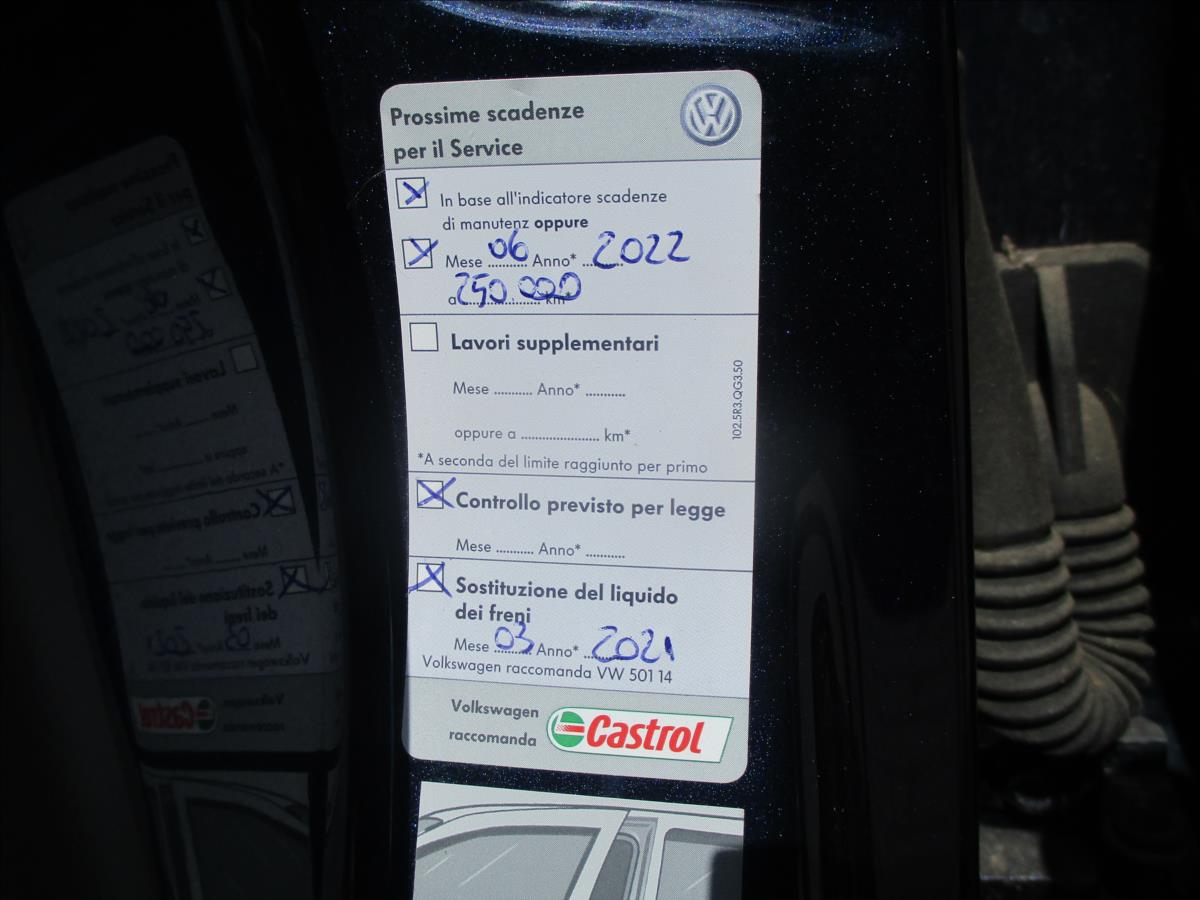 Prossime scadenze
per il Service
In base all'indicatore scadenze
di manutenz oppure
Mese 06 Anno* 2022
a 250 000 km
Lavori supplementari
Mese .......... Anno* ..........
oppure a .................... km*
*A seconda del limite raggiunto per primo
102.5R3.QG3.50
Controllo previsto per legge
Mese .......... Anno* ..........
Sostituzione del liquido
dei freni
Mese 03 Anno* 2021
Volkswagen raccomanda VW 501 14
Volkswagen
raccomanda
Castrol